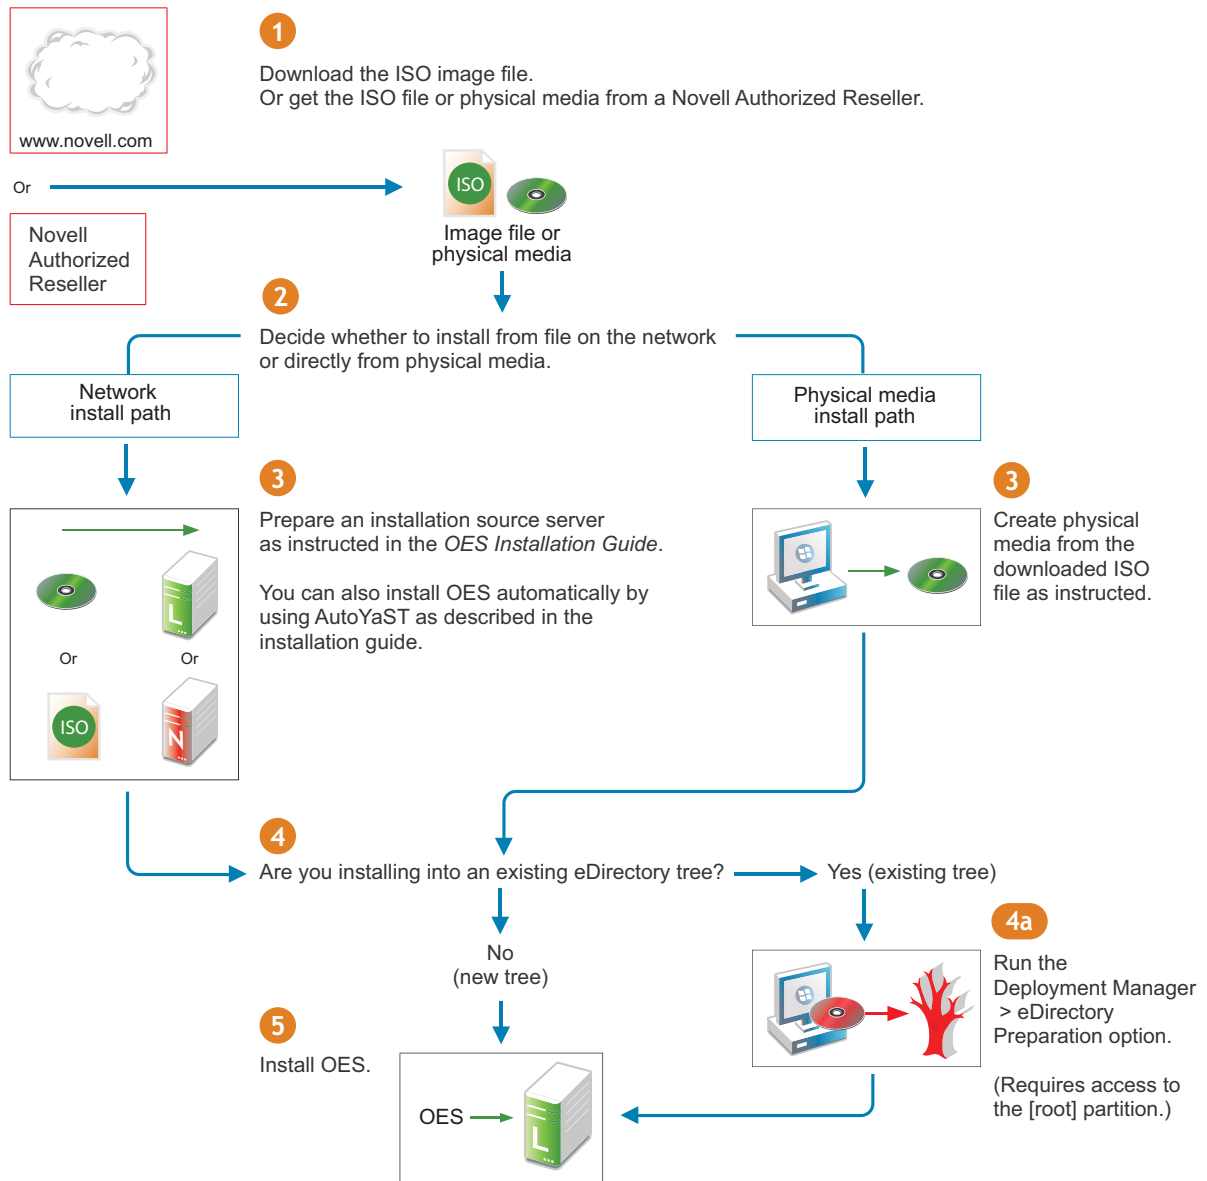 1
Download the ISO image file.
Or get the ISO file or physical media from a Novell Authorized Reseller.
www.novell.com
Or
Novell
Authorized
Reseller
ISO
Image file or
physical media
2
Decide whether to install from file on the network
or directly from physical media.
Network
install path
Physical media
install path
3
Prepare an installation source server
as instructed in the OES Installation Guide.
You can also install OES automatically by
using AutoYaST as described in the
installation guide.
L
Or
Or
ISO
N
3
Create physical
media from the
downloaded ISO
file as instructed.
4
Are you installing into an existing eDirectory tree?
Yes (existing tree)
No
(new tree)
4a
Run the
Deployment Manager
> eDirectory
Preparation option.
(Requires access to
the [root] partition.)
5
Install OES.
OES
L